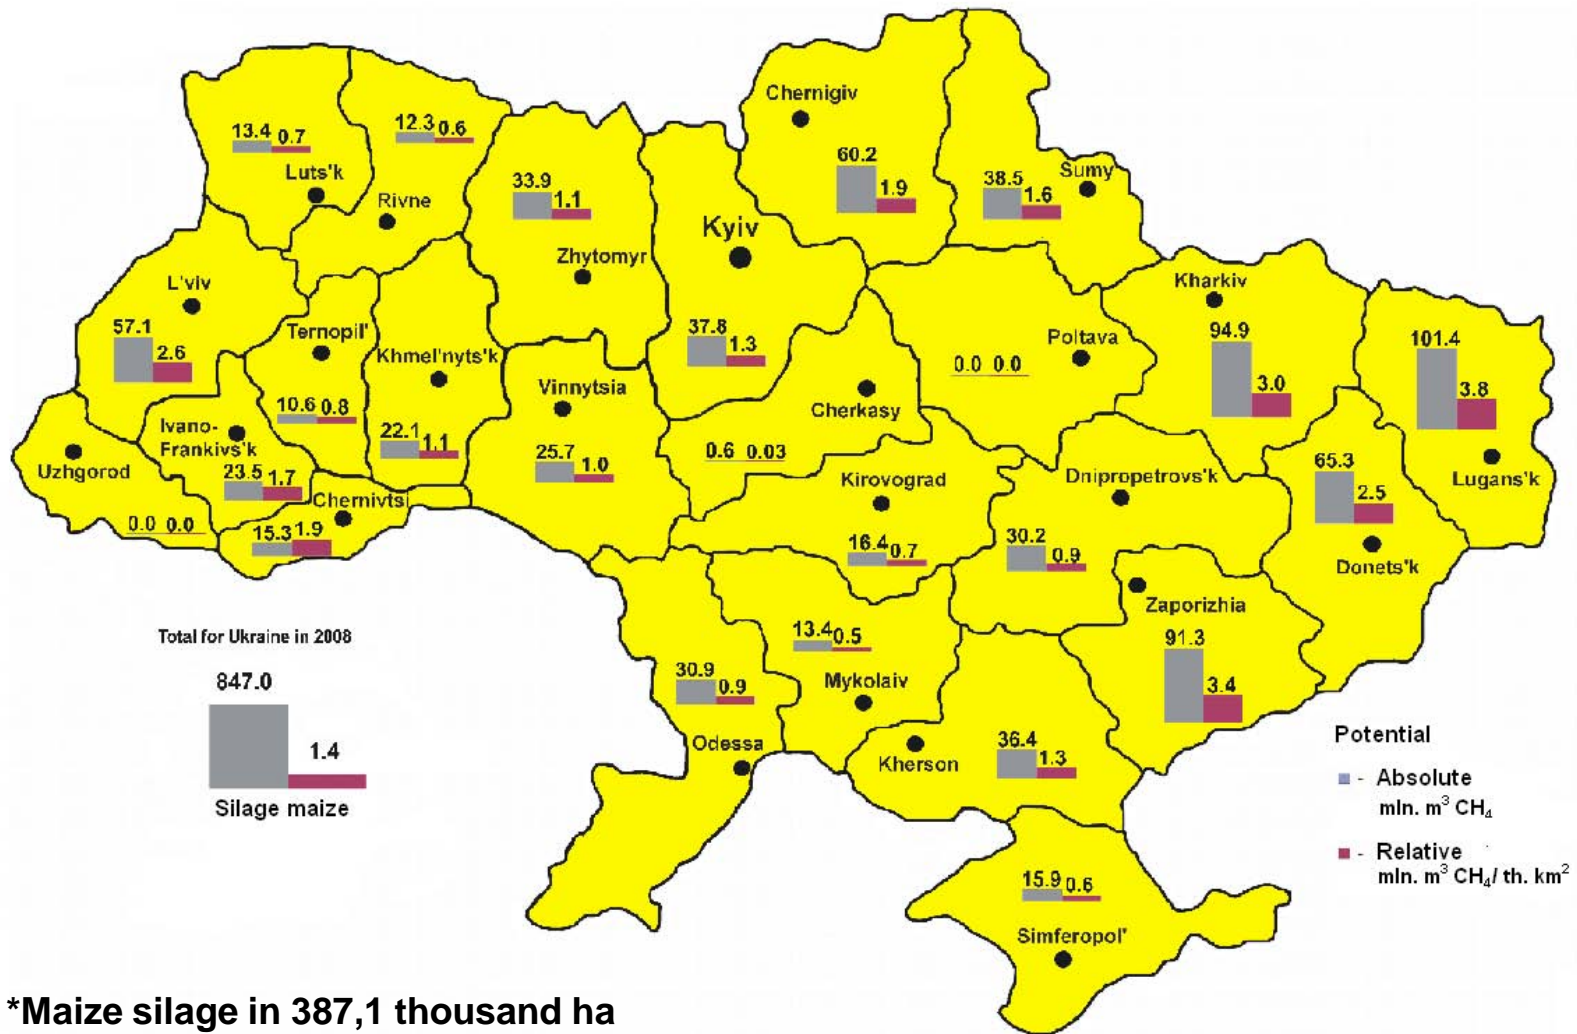 Chernigiv
60.2
1.9
Sumy
38.5
1.6
13.4 0.7
Luts'k
12.3 0.6
Rivne
33.9
1.1
Zhytomyr
Kyiv
37.8
1.3
L'viv
57.1
2.6
Ternopil'
10.6 0.8
Khmel'nyts'k
22.1
1.1
Vinnytsia
25.7
1.0
Cherkasy
0.6 0.03
Poltava
0.0 0.0
Kharkiv
94.9
3.0
101.4
3.8
Lugans'k
Uzhgorod
0.0 0.0
Ivano-
Frankivs'k
23.5
1.7
Chernivtsi
15.3 1.9
Kirovograd
16.4 0.7
Dnipropetrovs'k
30.2
0.9
65.3
2.5
Donets'k
Zaporizhia
91.3
3.4
13.4 0.5
Mykolaiv
30.9
0.9
Odessa
36.4
1.3
Kherson
15.9 0.6
Simferopol'
Total for Ukraine in 2008
847.0
1.4
Silage maize
Potential
- Absolute
mln. m³ CH₄
- Relative
mln. m³ CH₄/ th. km²
*Maize silage in 387,1 thousand ha